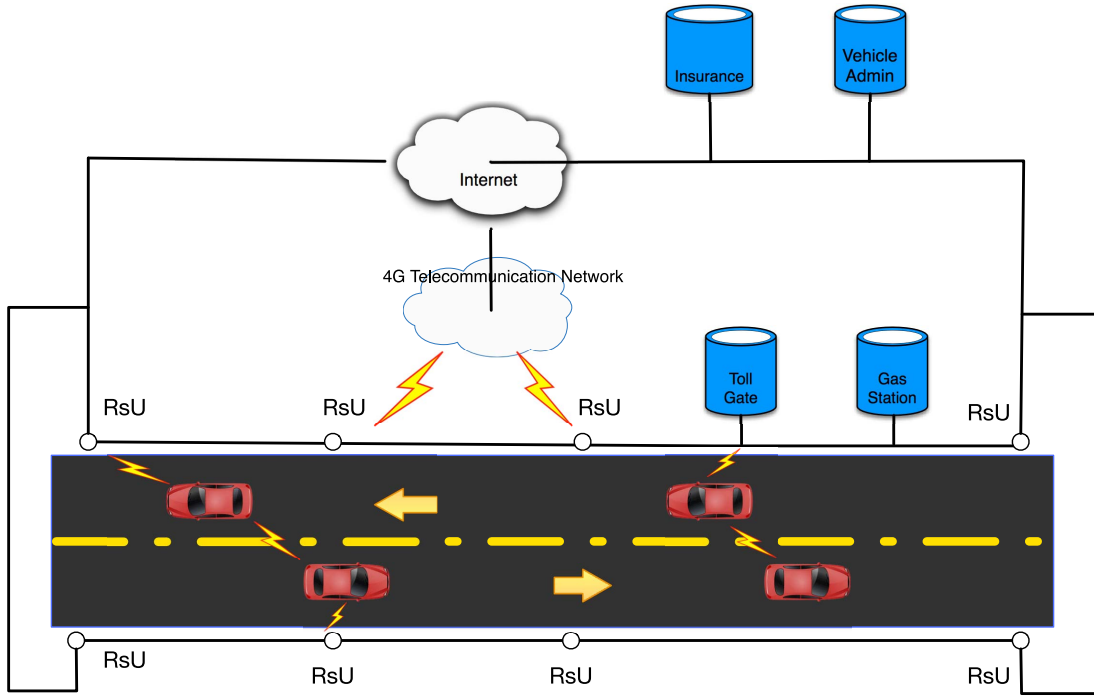 Insurance
Vehicle
Admin
Internet
4G Telecommunication Network
Toll
Gate
Gas
Station
RsU
RsU
RsU
RsU
RsU
RsU
RsU
RsU